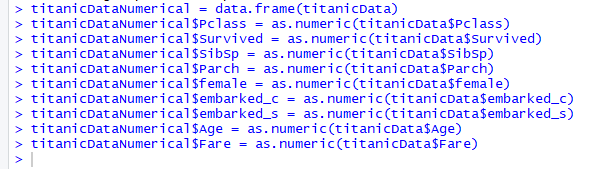 > titanicDataNumerical = data.frame(titanicData)
> titanicDataNumerical$Pclass = as.numeric(titanicData$Pclass)
> titanicDataNumerical$Survived = as.numeric(titanicData$Survived)
> titanicDataNumerical$SibSp = as.numeric(titanicData$SibSp)
> titanicDataNumerical$Parch = as.numeric(titanicData$Parch)
> titanicDataNumerical$female = as.numeric(titanicData$female)
> titanicDataNumerical$embarked_c = as.numeric(titanicData$embarked_c)
> titanicDataNumerical$embarked_s = as.numeric(titanicData$embarked_s)
> titanicDataNumerical$Age = as.numeric(titanicData$Age)
> titanicDataNumerical$Fare = as.numeric(titanicData$Fare)
>